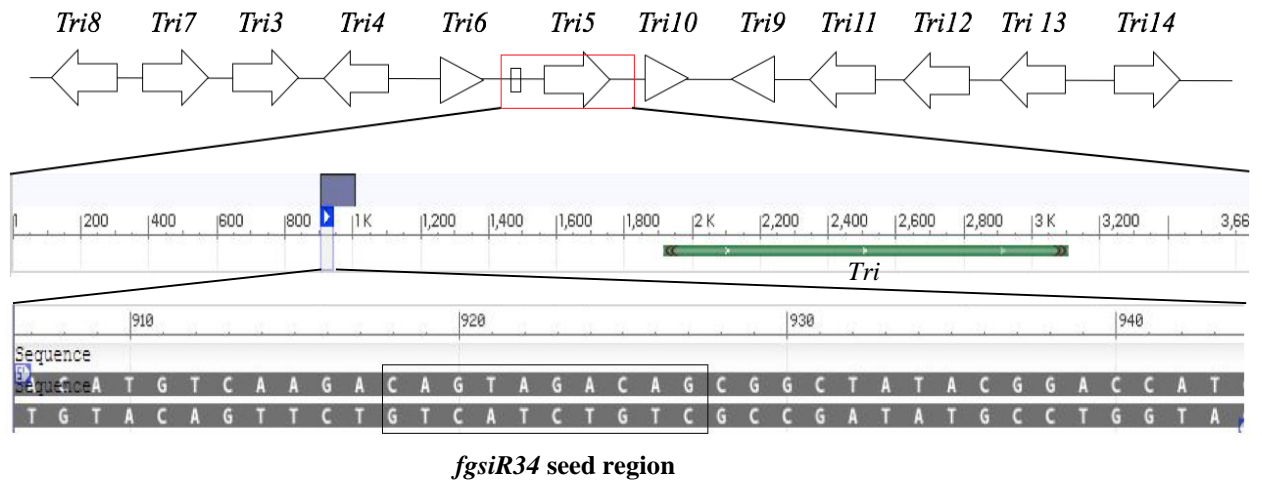 Tri8 Tri7 Tri3 Tri4 Tri6 Tri5 Tri10 Tri9 Tri11 Tri12 Tri 13 Tri14
1 200 400 600 800 1K 1,200 1,400 1,600 1,800 2 K 2,200 2,400 2,600 2,800 3 K 3,200 3,66
Tri
910 920 930 940
Sequence
Sequence C A T G T C A A G A C A G T A G A C A G C G G C T A T A C G G A C C A T
T G T A C A G T T C T G T C A T C T G T C G C C G A T A T G C C T G G T A
fgsiR34 seed region